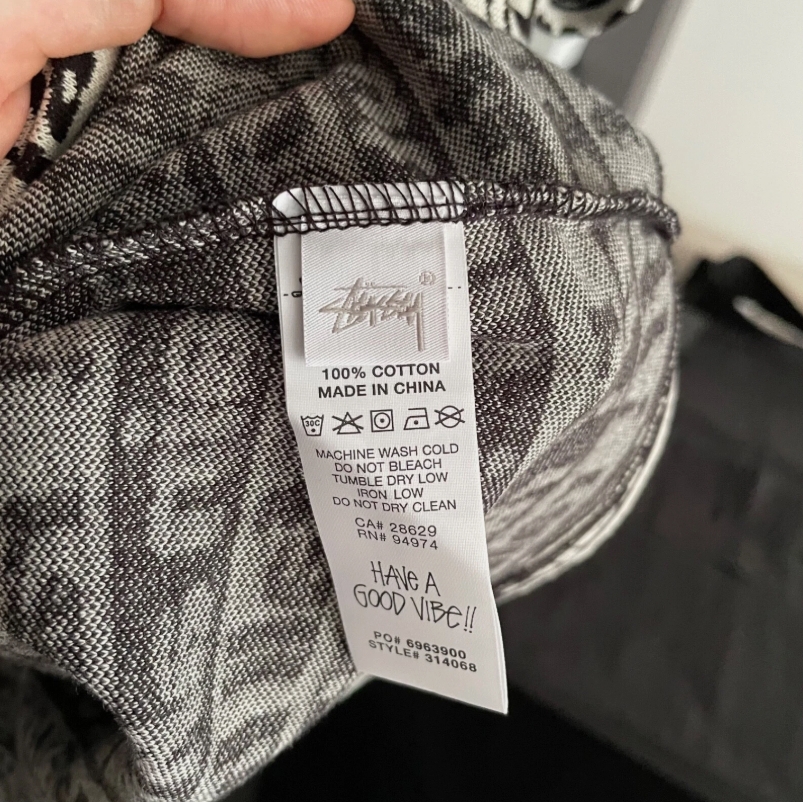 Stüssy ®
100% COTTON
MADE IN CHINA
30C
MACHINE WASH COLD
DO NOT BLEACH
TUMBLE DRY LOW
IRON LOW
DO NOT DRY CLEAN
CA# 28629
RN# 94974
HAVE A
GOOD VIBE!!
PO# 6963900
STYLE# 314068